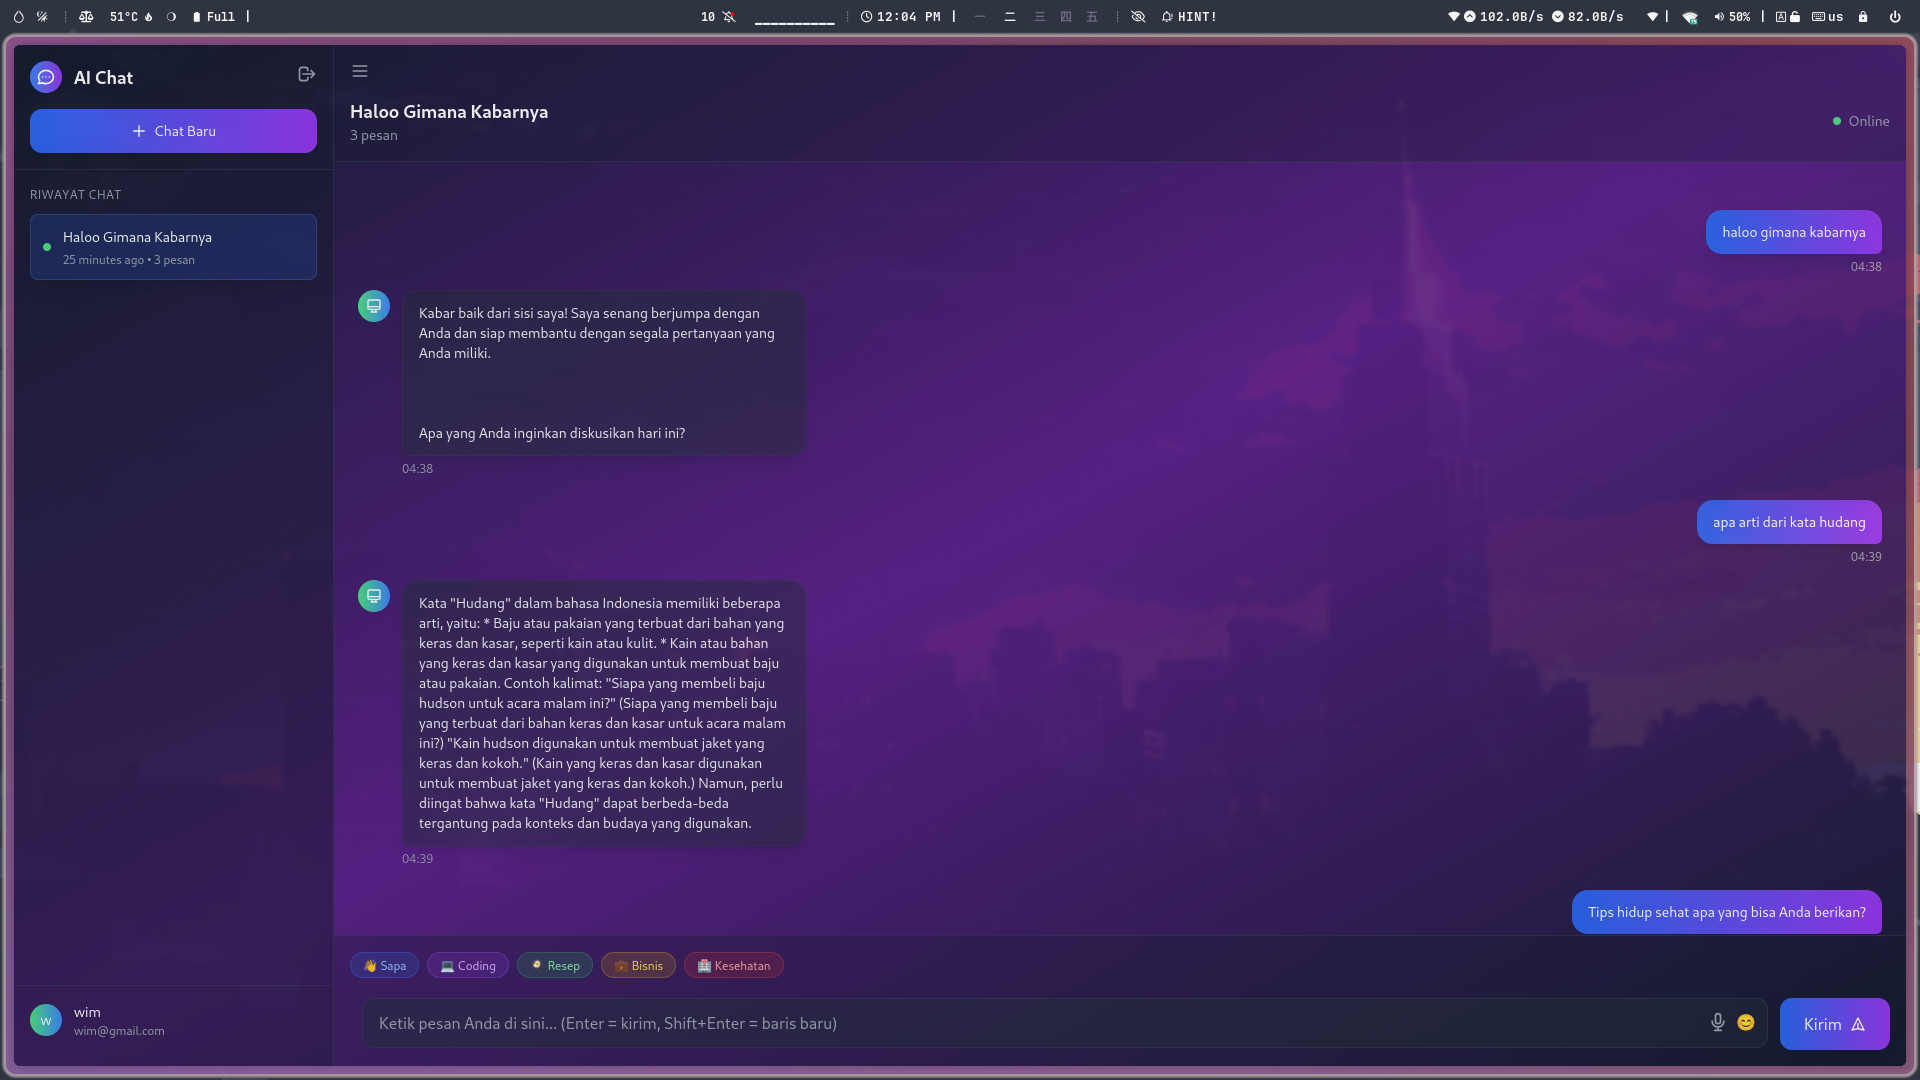 51°C
Full
10
12:04 PM
一 二 三 四 五
HINT!
102.0B/s
82.0B/s
50%
A
us
AI Chat
Chat Baru
RIWAYAT CHAT
Haloo Gimana Kabarnya
25 minutes ago • 3 pesan
Haloo Gimana Kabarnya
3 pesan
Online
haloo gimana kabarnya
04:38
Kabar baik dari sisi saya! Saya senang berjumpa dengan
Anda dan siap membantu dengan segala pertanyaan yang
Anda miliki.
Apa yang Anda inginkan diskusikan hari ini?
04:38
apa arti dari kata hudang
04:39
Kata "Hudang" dalam bahasa Indonesia memiliki beberapa
arti, yaitu: * Baju atau pakaian yang terbuat dari bahan yang
keras dan kasar, seperti kain atau kulit. * Kain atau bahan
yang keras dan kasar yang digunakan untuk membuat baju
atau pakaian. Contoh kalimat: "Siapa yang membeli baju
hudson untuk acara malam ini?" (Siapa yang membeli baju
yang terbuat dari bahan keras dan kasar untuk acara malam
ini?) "Kain hudson digunakan untuk membuat jaket yang
keras dan kokoh." (Kain yang keras dan kasar digunakan
untuk membuat jaket yang keras dan kokoh.) Namun, perlu
diingat bahwa kata "Hudang" dapat berbeda-beda
tergantung pada konteks dan budaya yang digunakan.
04:39
Tips hidup sehat apa yang bisa Anda berikan?
👋 Sapa
💻 Coding
🍳 Resep
💼 Bisnis
🏥 Kesehatan
Ketik pesan Anda di sini... (Enter = kirim, Shift+Enter = baris baru)
Kirim
W
wim
wim@gmail.com